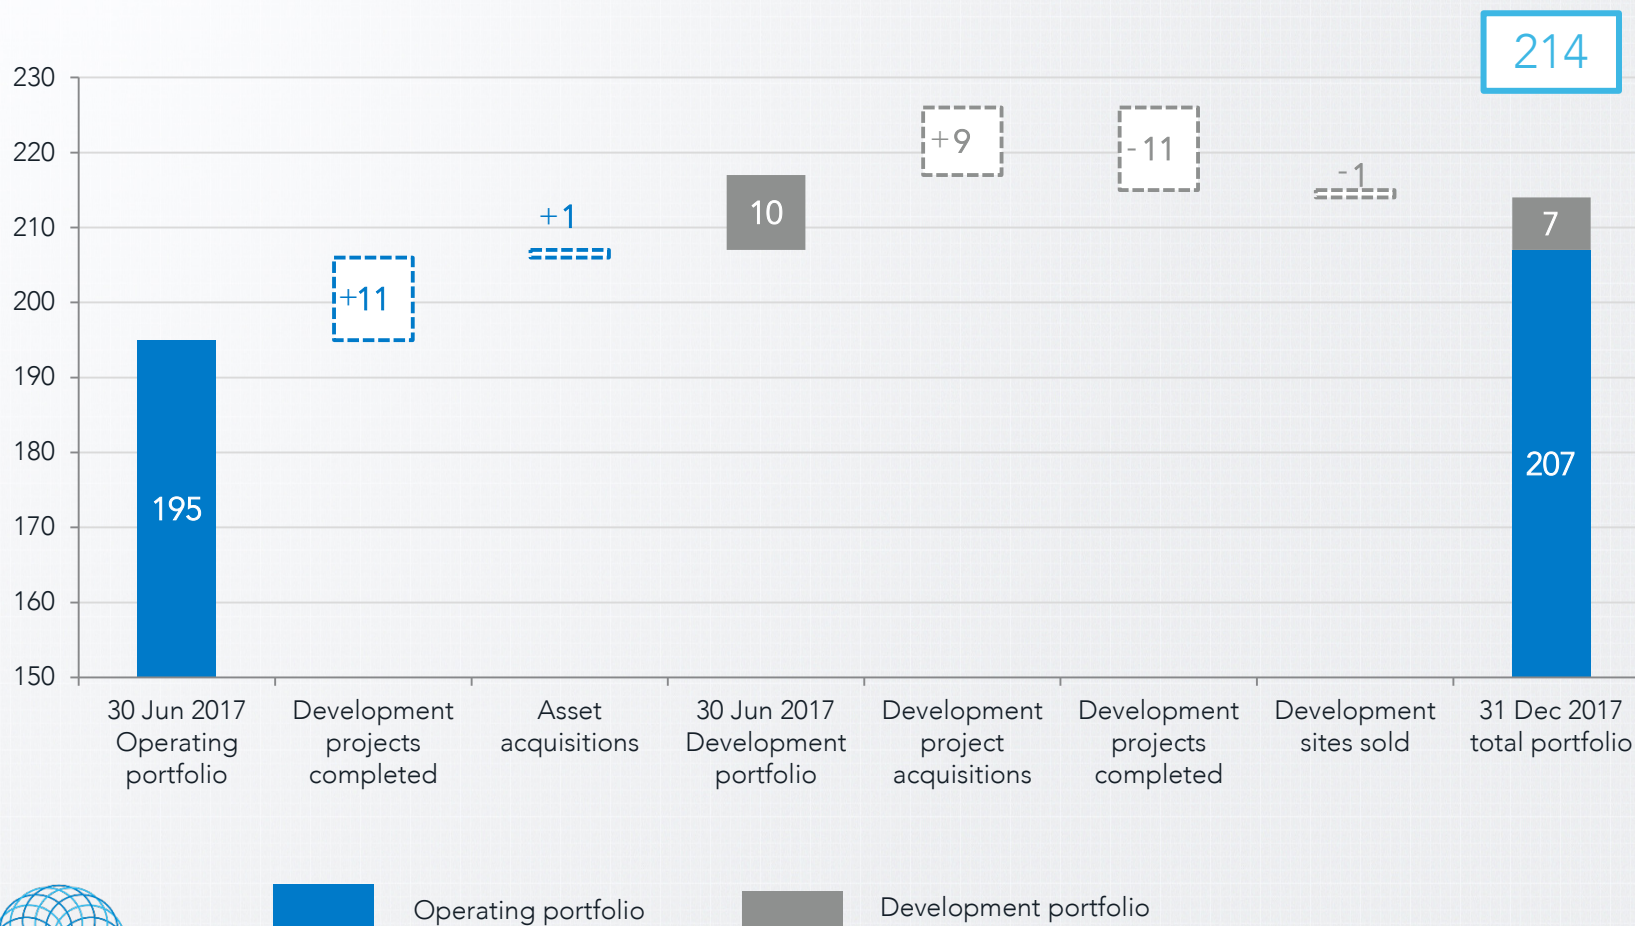 214
230
220
210
200
190
180
170
160
150
195
+11
+1
10
+9
- 11
- 1
7
207
30 Jun 2017
Operating
portfolio
Development
projects
completed
Asset
acquisitions
30 Jun 2017
Development
portfolio
Development
project
acquisitions
Development
projects
completed
Development
sites sold
31 Dec 2017
total portfolio
Operating portfolio
Development portfolio